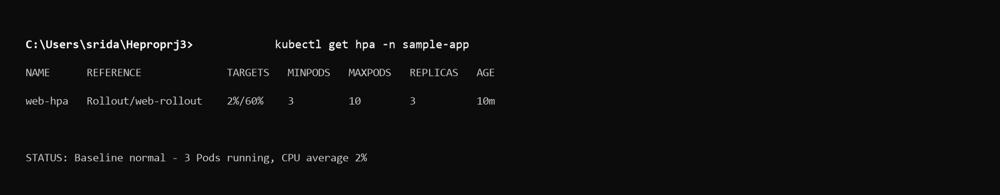 C:\Users\srida\Heproprj3> kubectl get hpa -n sample-app
NAME REFERENCE TARGETS MINPODS MAXPODS REPLICAS AGE
web-hpa Rollout/web-rollout 2%/60% 3 10 3 10m
STATUS: Baseline normal - 3 Pods running, CPU average 2%